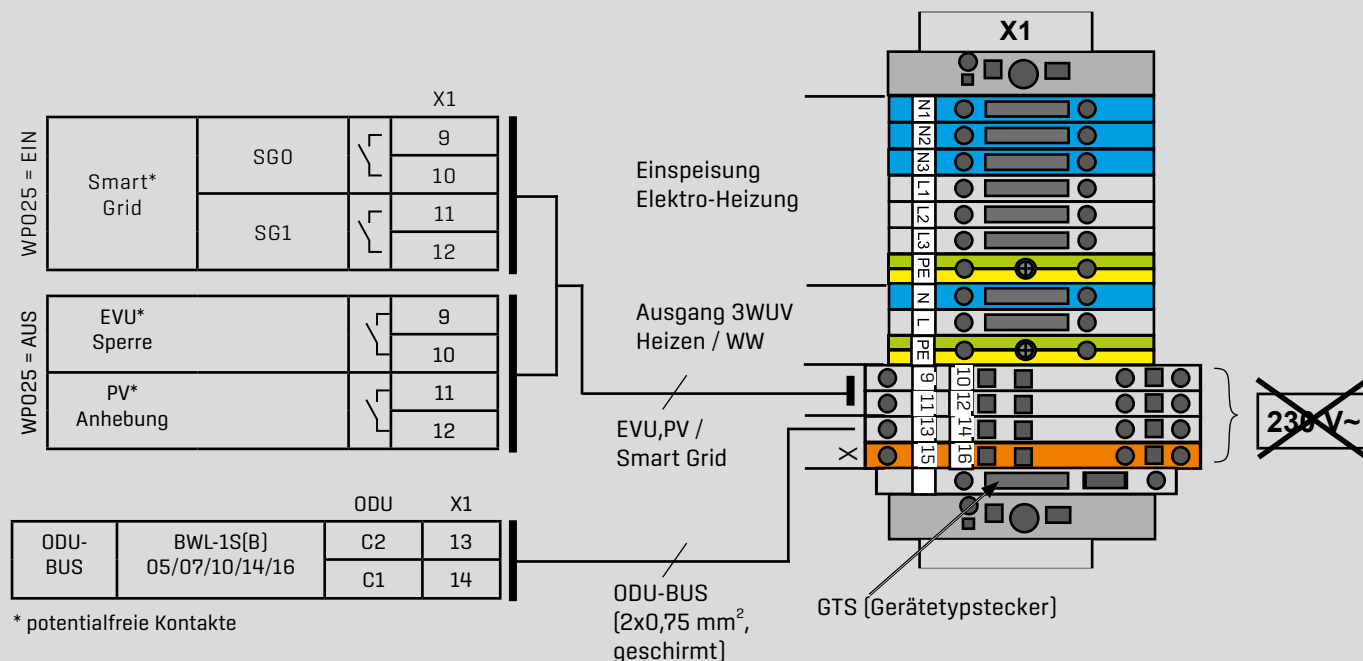 X1
WP025 = EIN
Smart*
Grid
SG0
SG1
9
10
11
12
WP025 = AUS
EVU*
Sperre
PV*
Anhebung
9
10
11
12
ODU
X1
ODU-
BUS
BWL-1S(B)
05/07/10/14/16
C2
13
C1
14
* potentialfreie Kontakte
Einspeisung
Elektro-Heizung
Ausgang 3WUV
Heizen / WW
EVU,PV /
Smart Grid
ODU-BUS
(2x0,75 mm²,
geschirmt)
X1
N1
N2
N3
L1
L2
L3
PE
N
L
PE
9 10
11 12
13 14
X 15 16
230 V~
GTS (Gerätetypstecker)